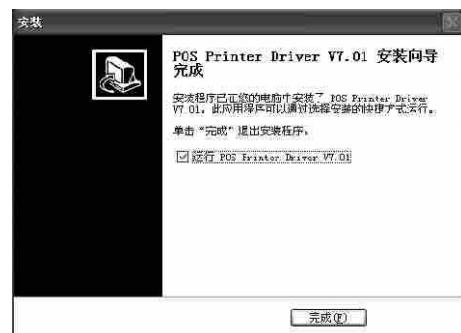 安装
POS Printer Driver V7.01 安装向导
完成
安装程序已在您的电脑中安装了 POS Printer Driver
V7.01。此应用程序可以通过选择安装的快捷方式运行。
单击“完成”退出安装程序。
运行 POS Printer Driver V7.01
完成(F)